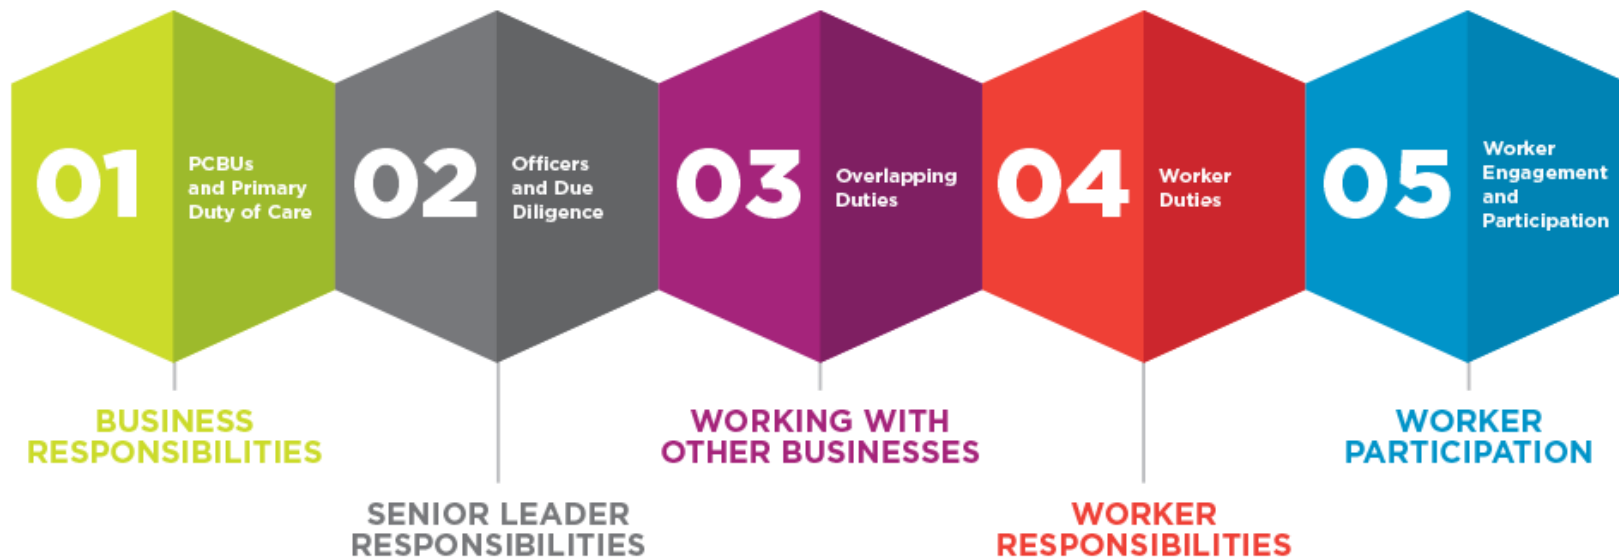 01
PCBUs
and Primary
Duty of Care
02
Officers
and Due
Diligence
03
Overlapping
Duties
04
Worker
Duties
05
Worker
Engagement
and
Participation
BUSINESS
RESPONSIBILITIES
SENIOR LEADER
RESPONSIBILITIES
WORKING WITH
OTHER BUSINESSES
WORKER
RESPONSIBILITIES
WORKER
PARTICIPATION